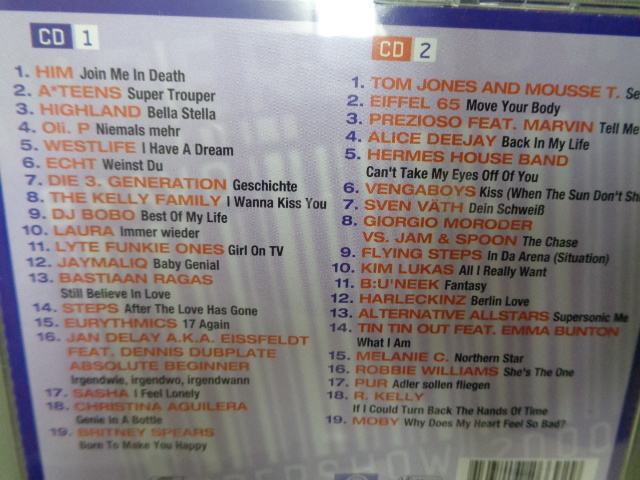 CD 1
1. HIM Join Me In Death
2. A*TEENS Super Trouper
3. HIGHLAND Bella Stella
4. Oli. P Niemals mehr
5. WESTLIFE I Have A Dream
6. ECHT Weinst Du
7. DIE 3. GENERATION Geschichte
8. THE KELLY FAMILY I Wanna Kiss You
9. DJ BOBO Best Of My Life
10. LAURA Immer wieder
11. LYTE FUNKIE ONES Girl On TV
12. JAYMALIQ Baby Genial
13. BASTIAAN RAGAS
Still Believe In Love
14. STEPS After The Love Has Gone
15. EURYTHMICS 17 Again
16. JAN DELAY A.K.A. EISSFELDT
FEAT. DENNIS DUBPLATE
ABSOLUTE BEGINNER
Irgendwie, irgendwo, irgendwann
17. SASHA I Feel Lonely
18. CHRISTINA AGUILERA
Genie In A Bottle
19. BRITNEY SPEARS
Born To Make You Happy
CD 2
1. TOM JONES AND MOUSSE T. Se
2. EIFFEL 65 Move Your Body
3. PREZIOSO FEAT. MARVIN Tell Me
4. ALICE DEEJAY Back In My Life
5. HERMES HOUSE BAND
Can't Take My Eyes Off Of You
6. VENGABOYS Kiss (When The Sun Don't Shi
7. SVEN VÄTH Dein Schweiß
8. GIORGIO MORODER
VS. JAM & SPOON The Chase
9. FLYING STEPS In Da Arena (Situation)
10. KIM LUKAS All I Really Want
11. B:U'NEEK Fantasy
12. HARLECKINZ Berlin Love
13. ALTERNATIVE ALLSTARS Supersonic Me
14. TIN TIN OUT FEAT. EMMA BUNTON
What I Am
15. MELANIE C. Northern Star
16. ROBBIE WILLIAMS She's The One
17. PUR Adler sollen fliegen
18. R. KELLY
If I Could Turn Back The Hands Of Time
19. MOBY Why Does My Heart Feel So Bad?